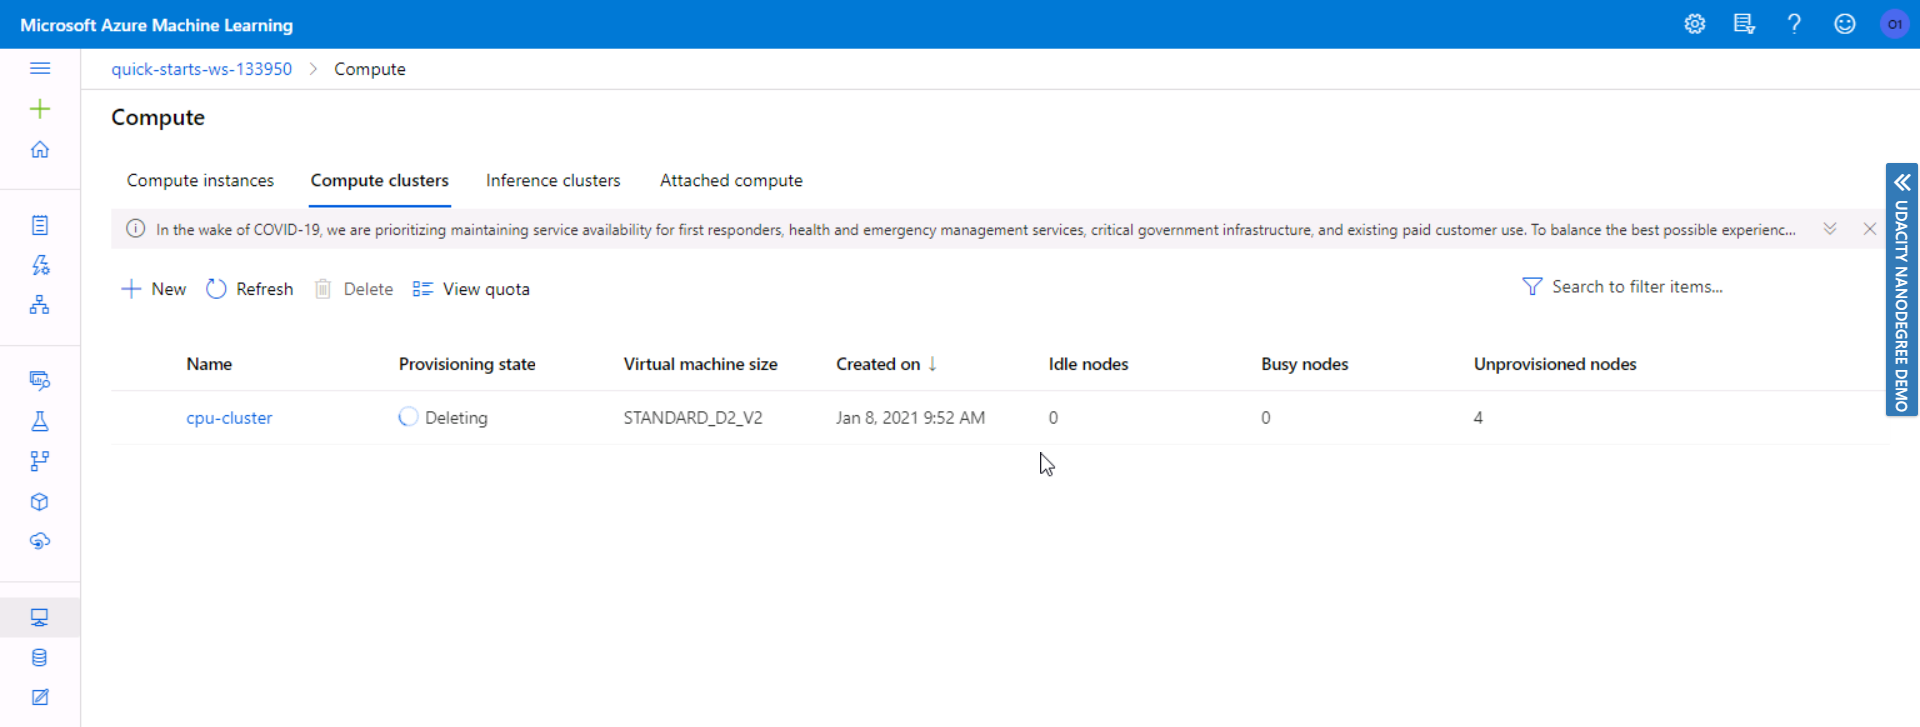 Microsoft Azure Machine Learning
O1
quick-starts-ws-133950 > Compute
Compute
Compute instances Compute clusters Inference clusters Attached compute
In the wake of COVID-19, we are prioritizing maintaining service availability for first responders, health and emergency management services, critical government infrastructure, and existing paid customer use. To balance the best possible experienc...
New Refresh Delete View quota Search to filter items...
Name Provisioning state Virtual machine size Created on ↓ Idle nodes Busy nodes Unprovisioned nodes
cpu-cluster Deleting STANDARD_D2_V2 Jan 8, 2021 9:52 AM 0 0 4
UDACITY NANODEGREE DEMO